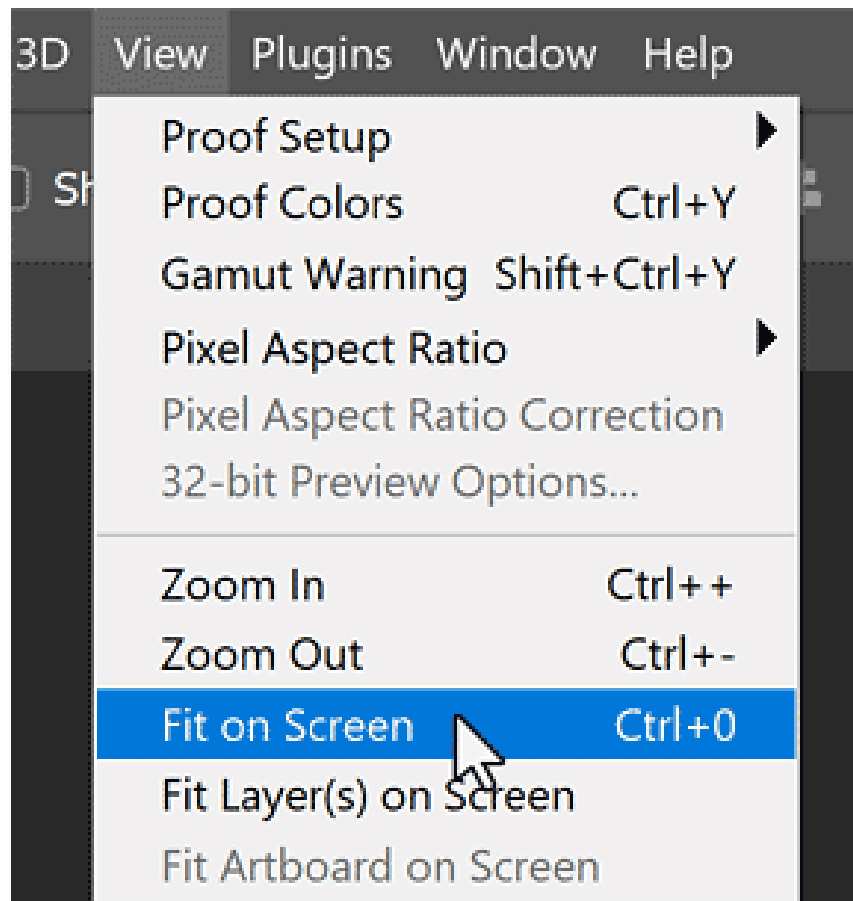 3D View Plugins Window Help
Sh
Proof Setup
Proof Colors Ctrl+Y
Gamut Warning Shift+Ctrl+Y
Pixel Aspect Ratio
Pixel Aspect Ratio Correction
32-bit Preview Options...
Zoom In Ctrl++
Zoom Out Ctrl+-
Fit on Screen Ctrl+0
Fit Layer(s) on Screen
Fit Artboard on Screen